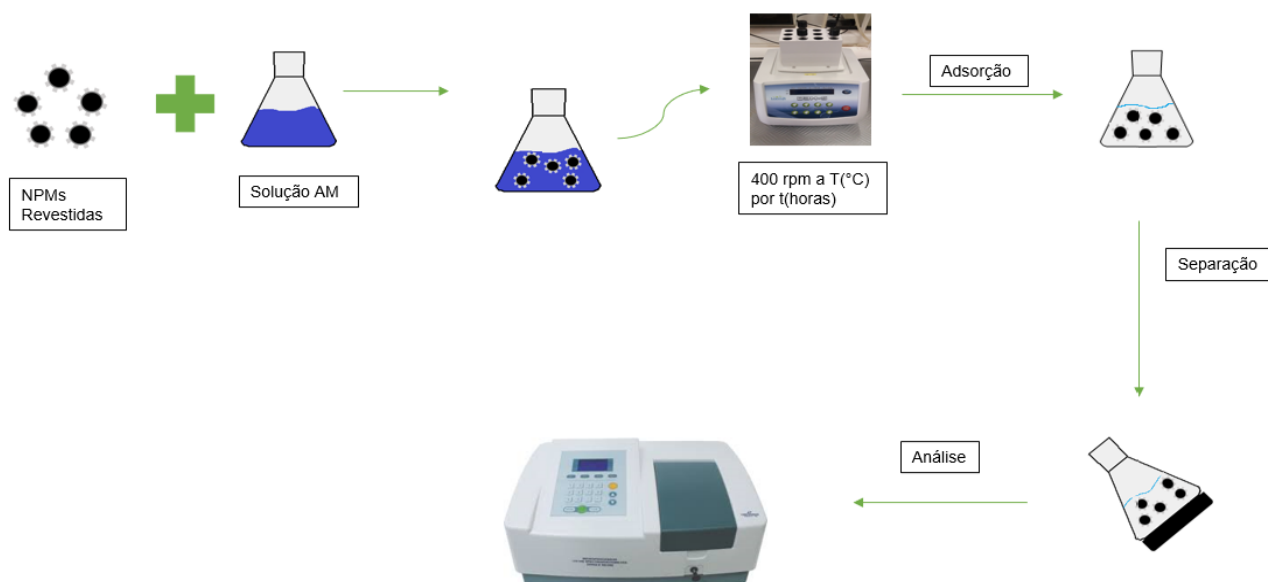 NPMs
Revestidas
Solução AM
400 rpm a T(°C)
por t(horas)
Adsorção
Separação
Análise